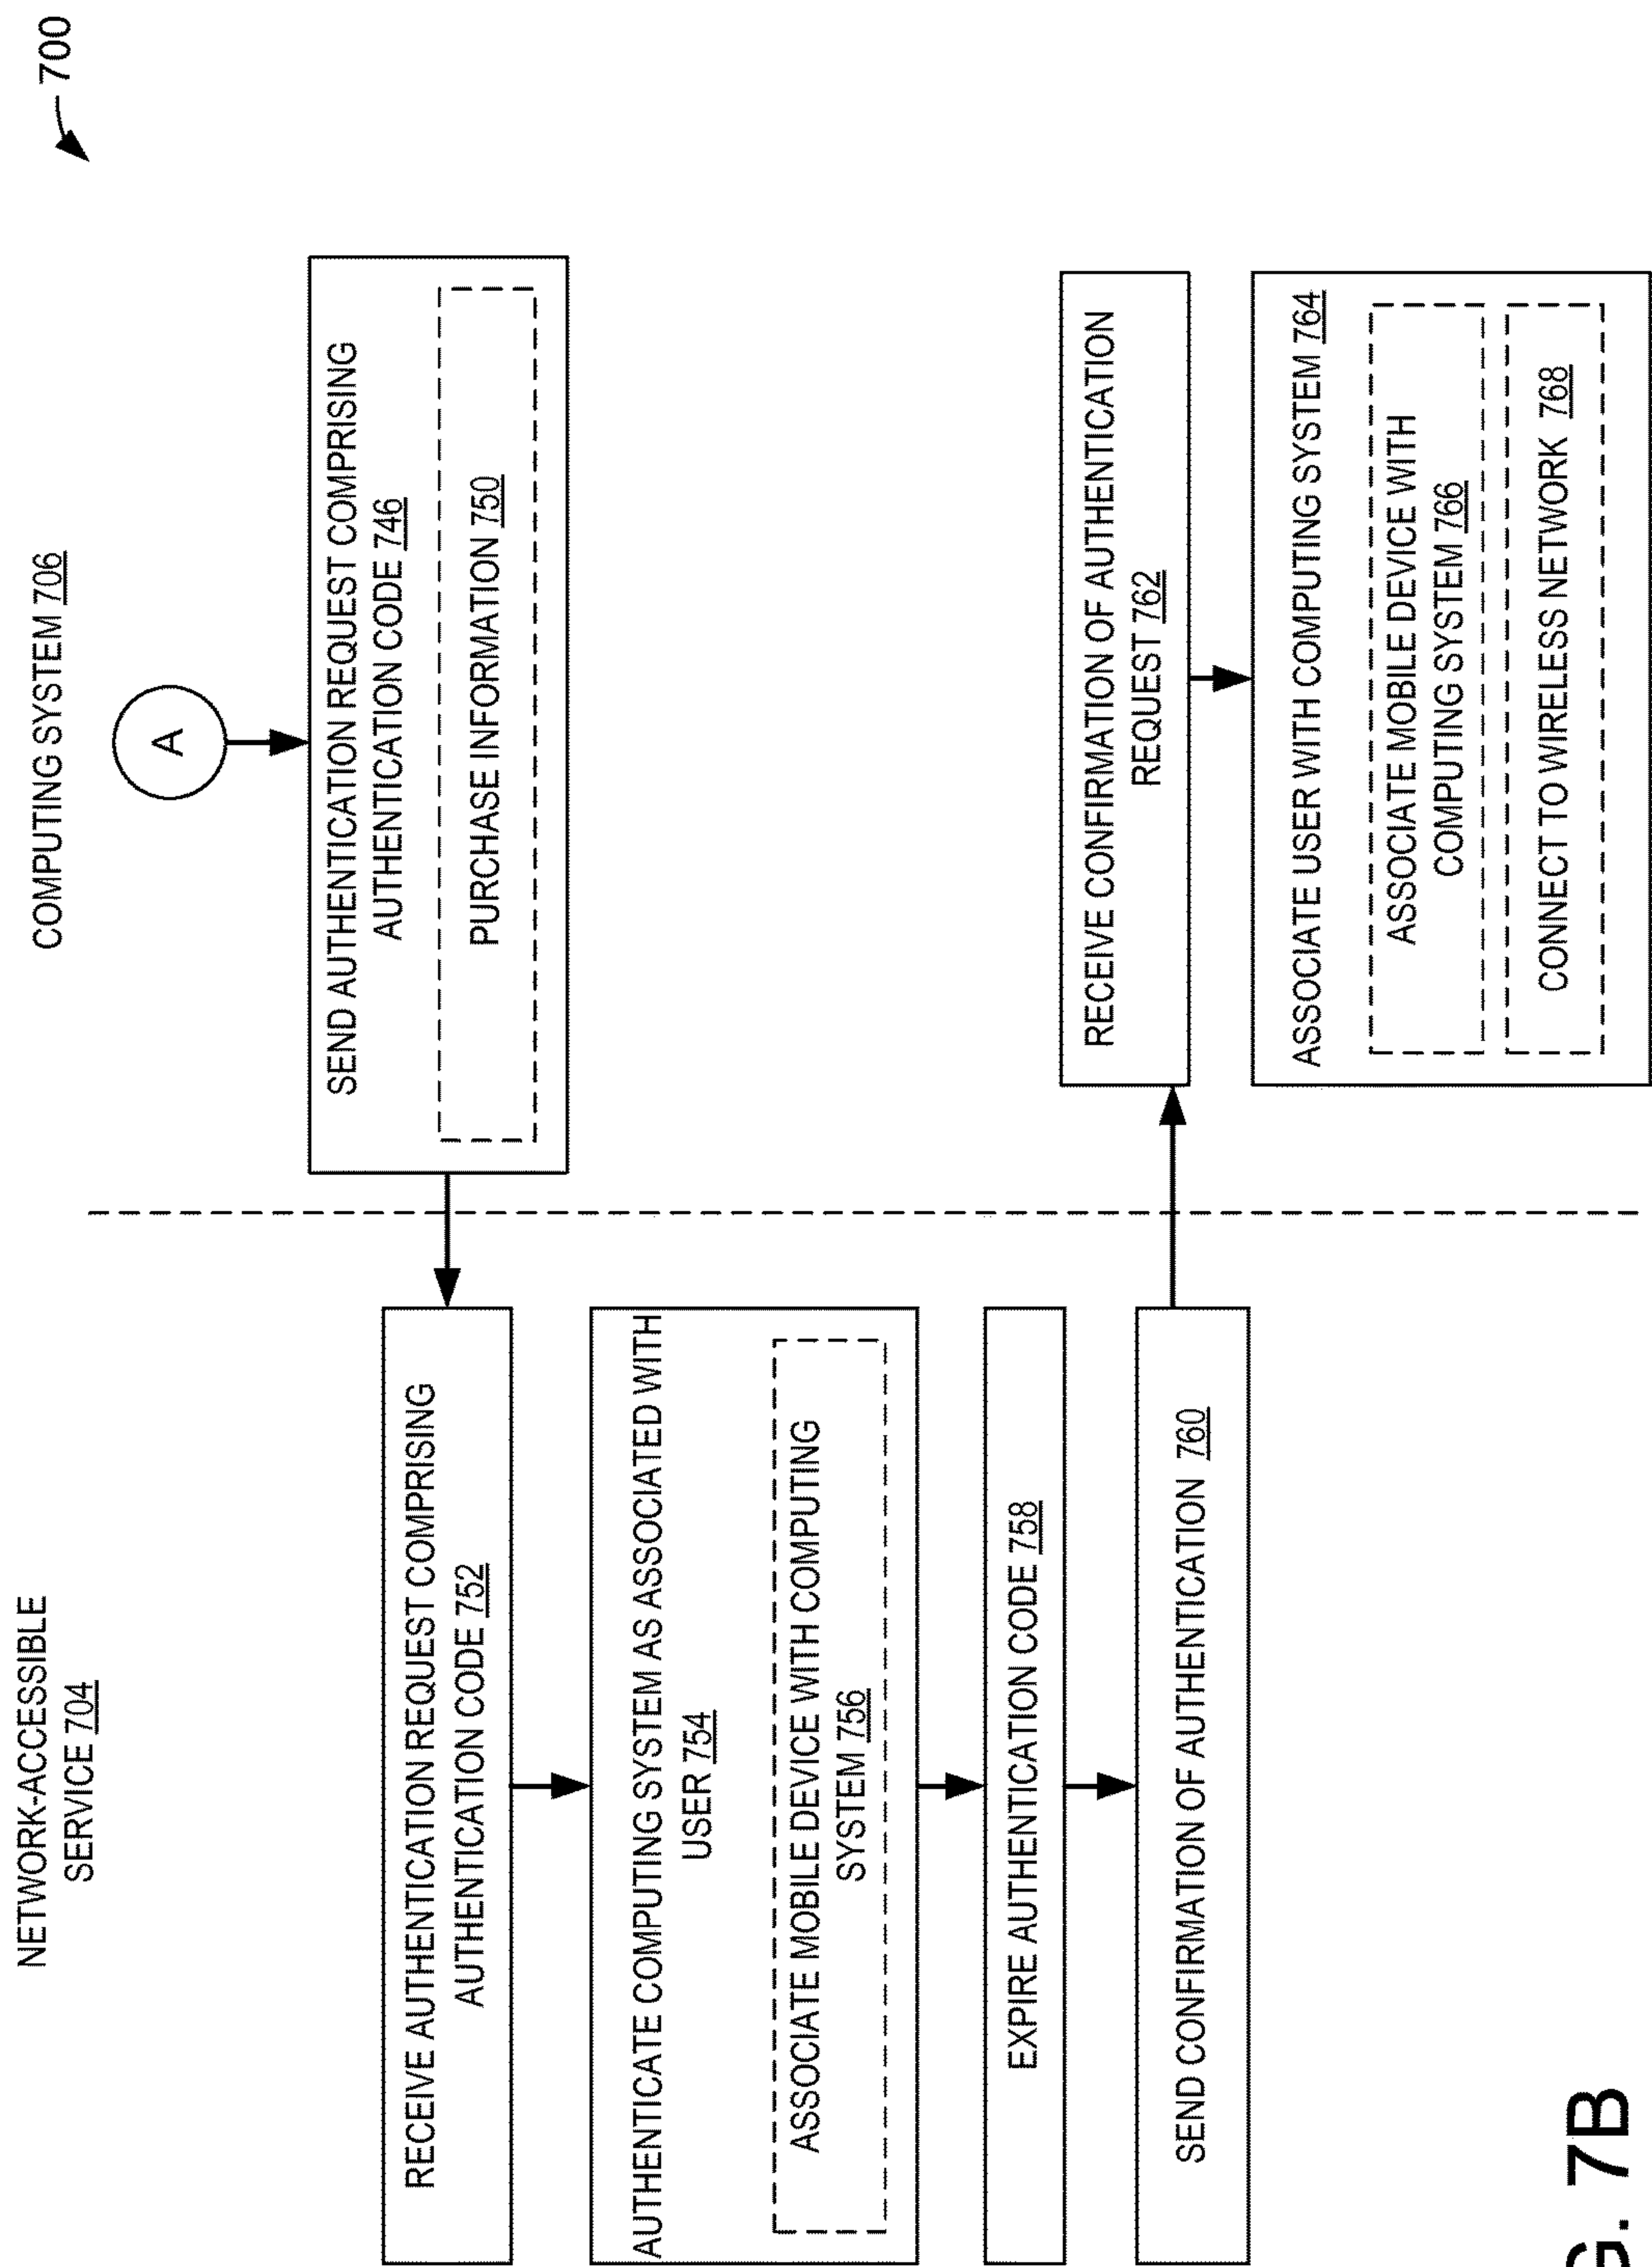 700
NETWORK-ACCESSIBLE
SERVICE 704
COMPUTING SYSTEM 706
A
SEND AUTHENTICATION REQUEST COMPRISING
AUTHENTICATION CODE 746
PURCHASE INFORMATION 750
RECEIVE AUTHENTICATION REQUEST COMPRISING
AUTHENTICATION CODE 752
AUTHENTICATE COMPUTING SYSTEM AS ASSOCIATED WITH
USER 754
ASSOCIATE MOBILE DEVICE WITH COMPUTING
SYSTEM 756
EXPIRE AUTHENTICATION CODE 758
SEND CONFIRMATION OF AUTHENTICATION 760
RECEIVE CONFIRMATION OF AUTHENTICATION
REQUEST 762
ASSOCIATE USER WITH COMPUTING SYSTEM 764
ASSOCIATE MOBILE DEVICE WITH
COMPUTING SYSTEM 766
CONNECT TO WIRELESS NETWORK 768
7B